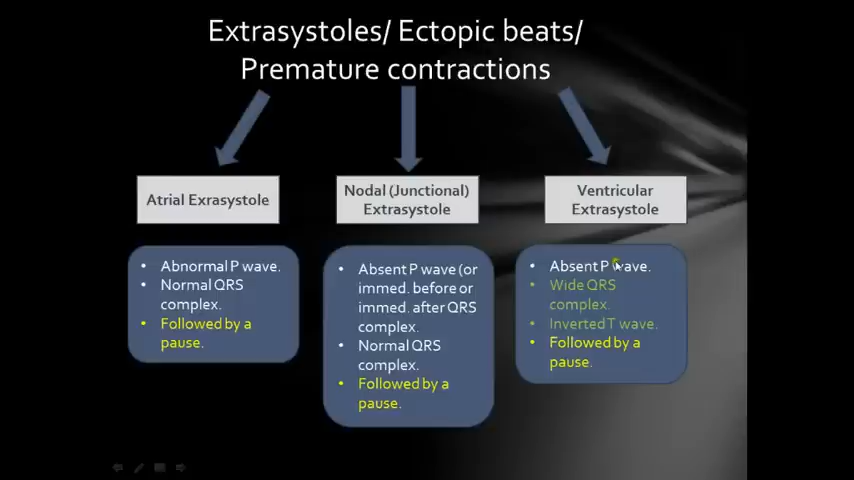 Extrasystoles/ Ectopic beats/
Premature contractions
Atrial Exrasystole
Nodal (Junctional)
Extrasystole
Ventricular
Extrasystole
• Abnormal P wave.
• Normal QRS
complex.
• Followed by a
pause.
• Absent P wave (or
immed. before or
immed. after QRS
complex.
• Normal QRS
complex.
• Followed by a
pause.
• Absent P wave.
• Wide QRS
complex.
• Inverted T wave.
• Followed by a
pause.